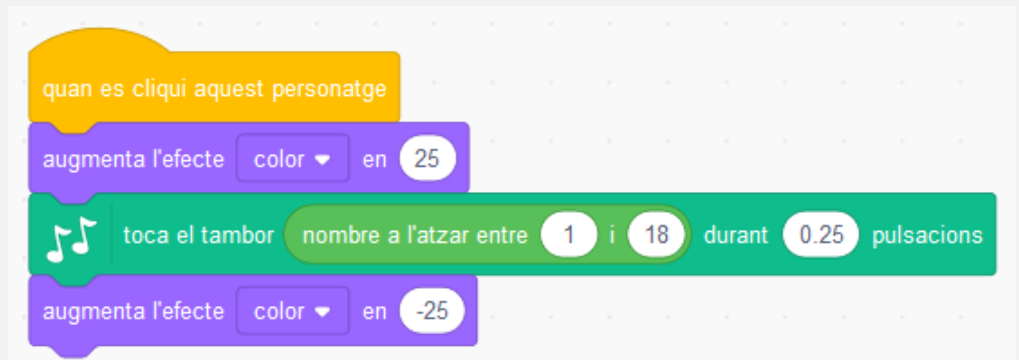 quan es cliqui aquest personatge
augmenta l'efecte color en 25
toca el tambor nombre a l'atzar entre 1 i 18 durant 0.25 pulsacions
augmenta l'efecte color en -25